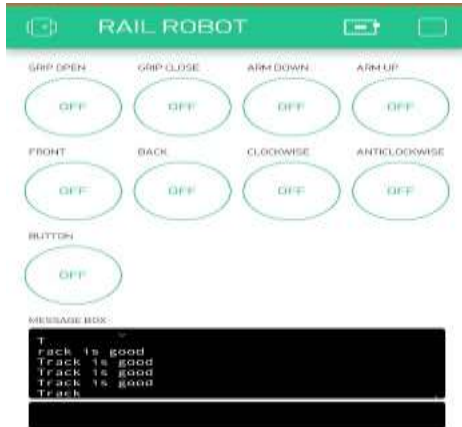 RAIL ROBOT
GRIP OPEN GRIP CLOSE ARM DOWN ARM UP
OFF OFF OFF OFF
FRONT BACK CLOCKWISE ANTICLOCKWISE
OFF OFF OFF OFF
BUTTON
OFF
MESSAGE BOX
T
rack is good
Track is good
Track is good
Track is good
Track